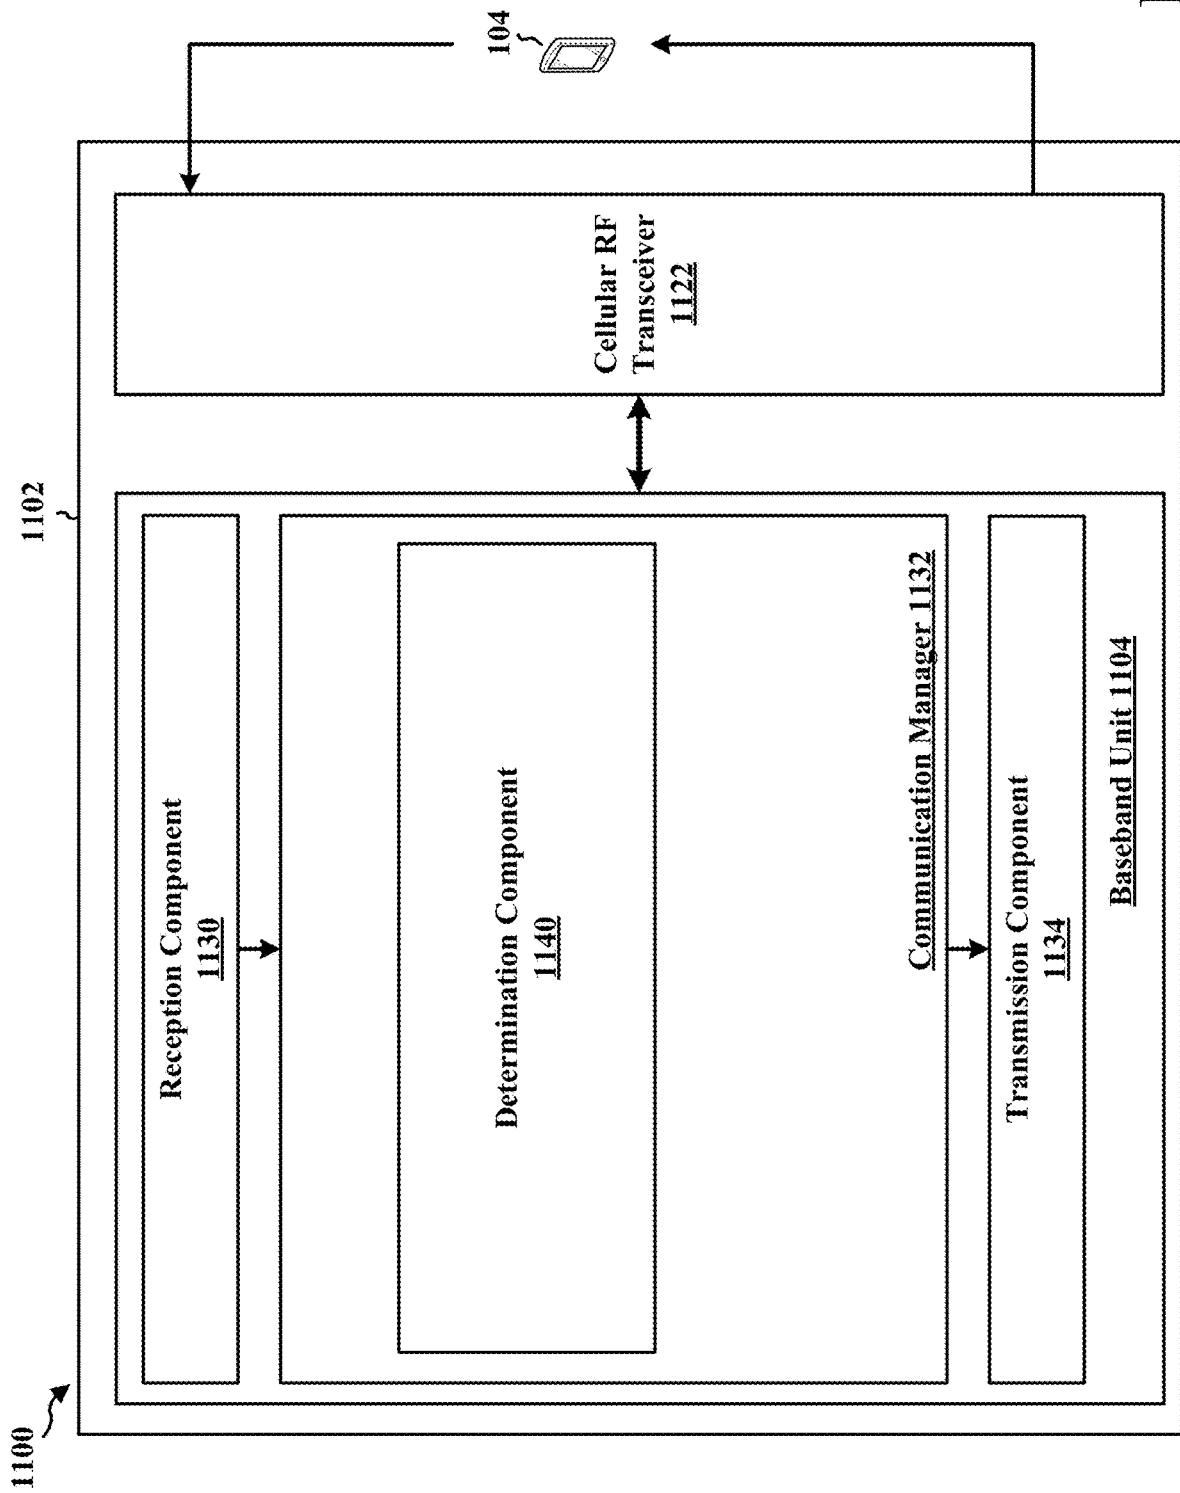 1100
1102
104
Reception Component
1130
Determination Component
1140
Communication Manager 1132
Transmission Component
1134
Baseband Unit 1104
Cellular RF
Transceiver
1122